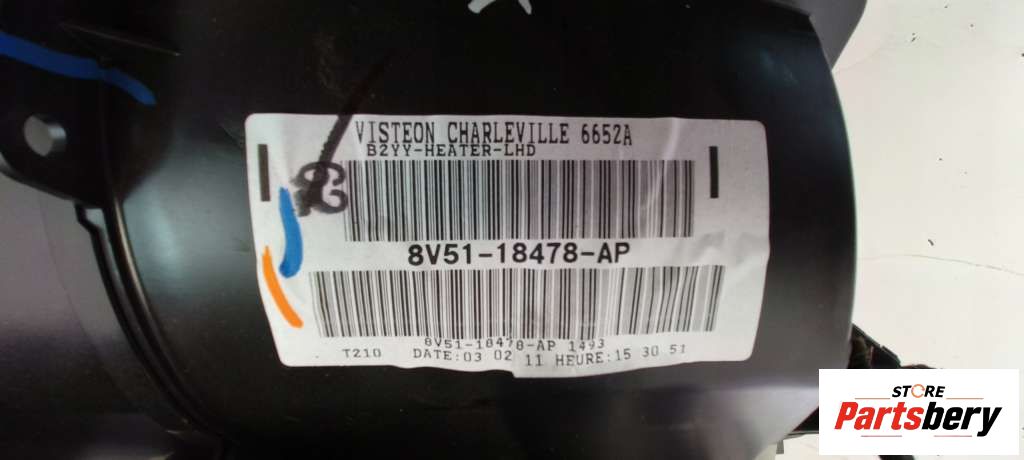 VISTEON CHARLEVILLE 6652A
B2YY-HEATER-LHD
8V51-18478-AP
8V51-18478-AP 1493
T210 DATE:03 02 11 HEURE:15 30 51
STORE
Partsbery